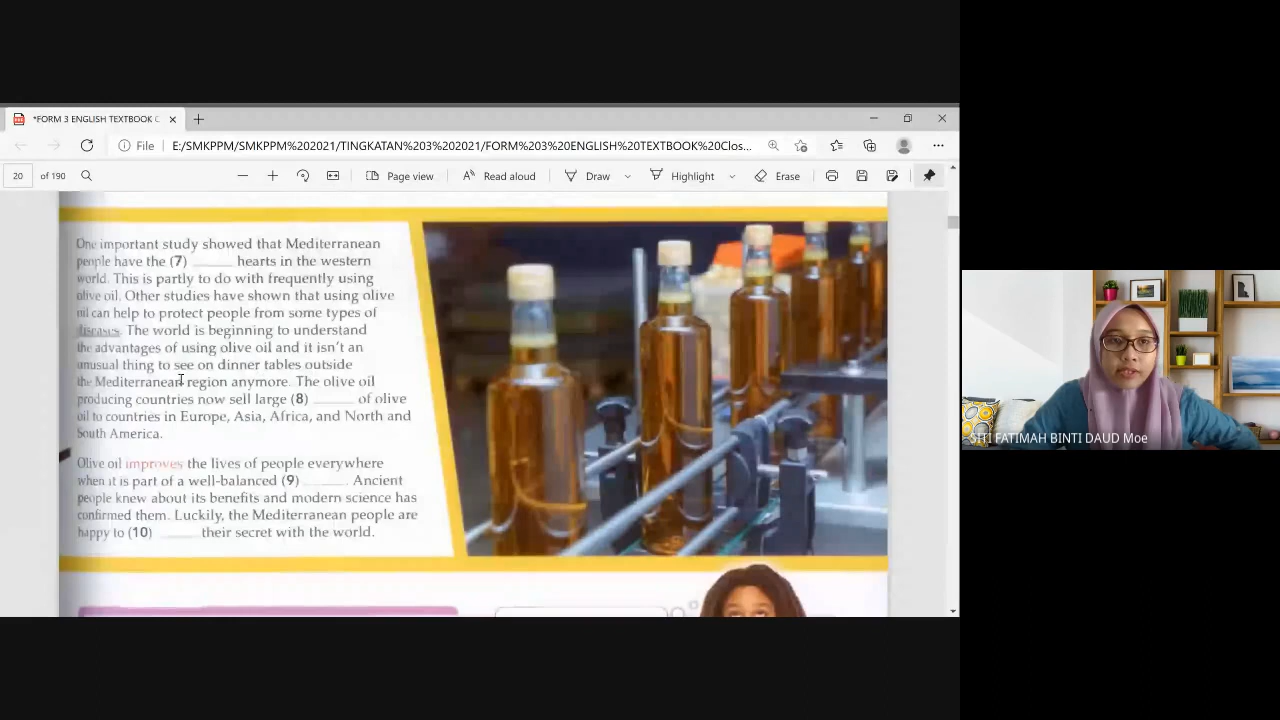 *FORM 3 ENGLISH TEXTBOOK C
File
E:/SMKPPM/SMKPPM%202021/TINGKATAN%203%202021/FORM%203%20ENGLISH%20TEXTBOOK%20Clos...
20 of 190
Page view
Read aloud
Draw
Highlight
Erase
One important study showed that Mediterranean
people have the (7) ______ hearts in the western
world. This is partly to do with frequently using
olive oil. Other studies have shown that using olive
oil can help to protect people from some types of
diseases. The world is beginning to understand
the advantages of using olive oil and it isn't an
unusual thing to see on dinner tables outside
the Mediterranean region anymore. The olive oil
producing countries now sell large (8) ______ of olive
oil to countries in Europe, Asia, Africa, and North and
South America.
Olive oil improves the lives of people everywhere
when it is part of a well-balanced (9) ______. Ancient
people knew about its benefits and modern science has
confirmed them. Luckily, the Mediterranean people are
happy to (10) ______ their secret with the world.
SITI FATIMAH BINTI DAUD Moe